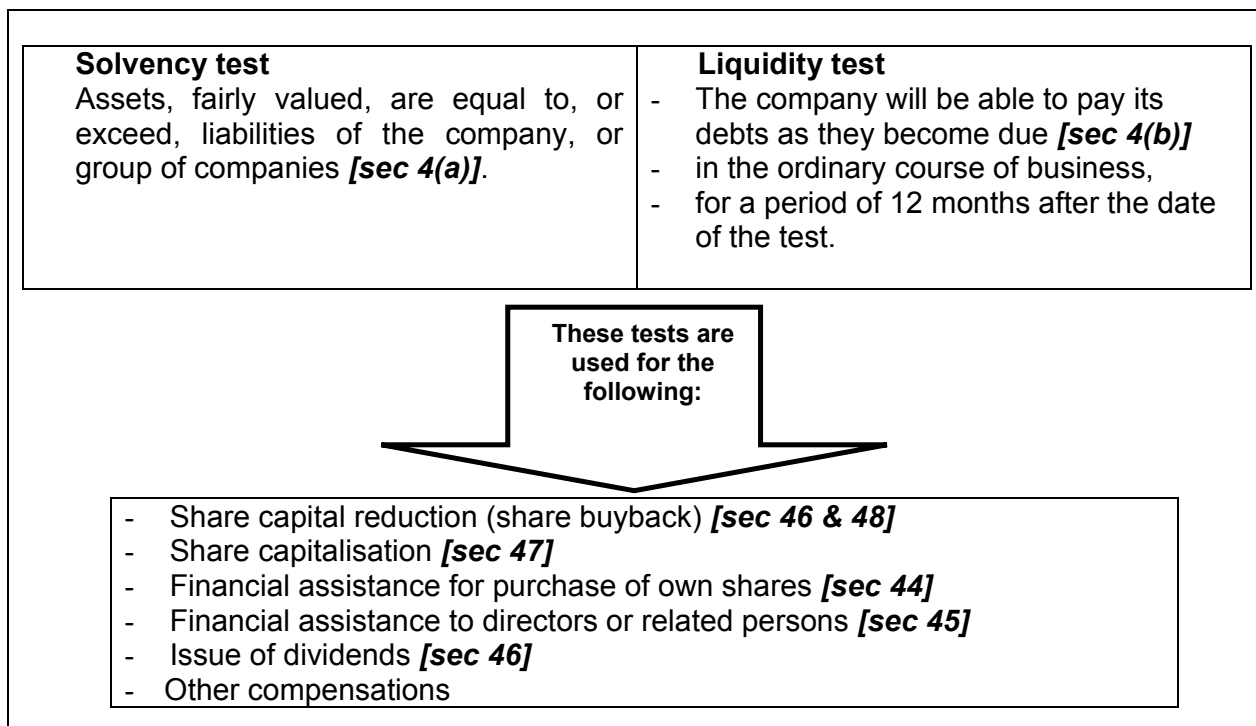 Solvency test
Assets, fairly valued, are equal to, or
exceed, liabilities of the company, or
group of companies [sec 4(a)].
Liquidity test
- The company will be able to pay its
debts as they become due [sec 4(b)]
- in the ordinary course of business,
- for a period of 12 months after the date
of the test.
These tests are
used for the
following:
- Share capital reduction (share buyback) [sec 46 & 48]
- Share capitalisation [sec 47]
- Financial assistance for purchase of own shares [sec 44]
- Financial assistance to directors or related persons [sec 45]
- Issue of dividends [sec 46]
- Other compensations